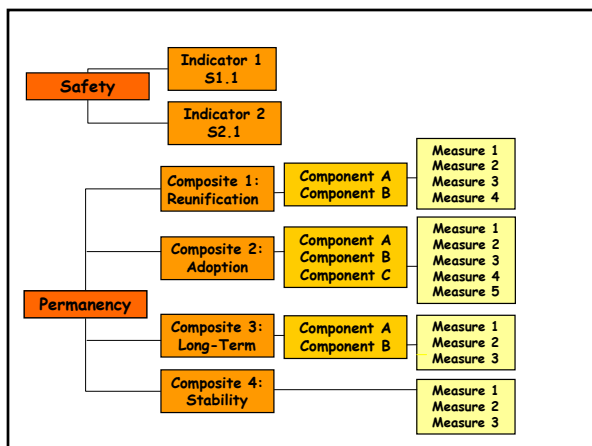 Safety
Indicator 1
S1.1
Indicator 2
S2.1
Permanency
Composite 1:
Reunification
Component A
Component B
Measure 1
Measure 2
Measure 3
Measure 4
Composite 2:
Adoption
Component A
Component B
Component C
Measure 1
Measure 2
Measure 3
Measure 4
Measure 5
Composite 3:
Long-Term
Component A
Component B
Measure 1
Measure 2
Measure 3
Composite 4:
Stability
Measure 1
Measure 2
Measure 3